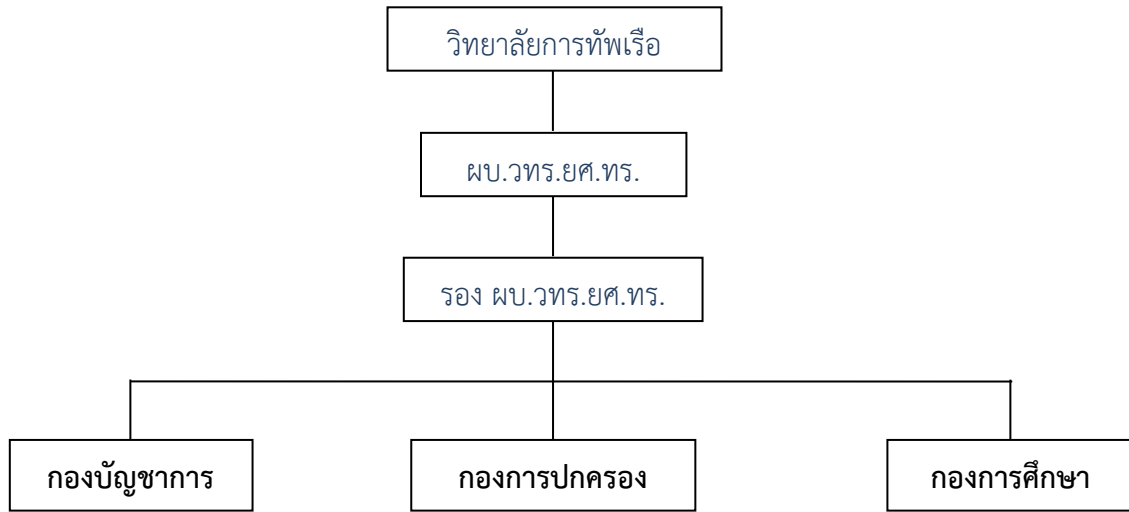 วิทยาลัยการทัพเรือ
ผบ.วทร.ยศ.ทร.
รอง ผบ.วทร.ยศ.ทร.
กองบัญชาการ
กองการปกครอง
กองการศึกษา